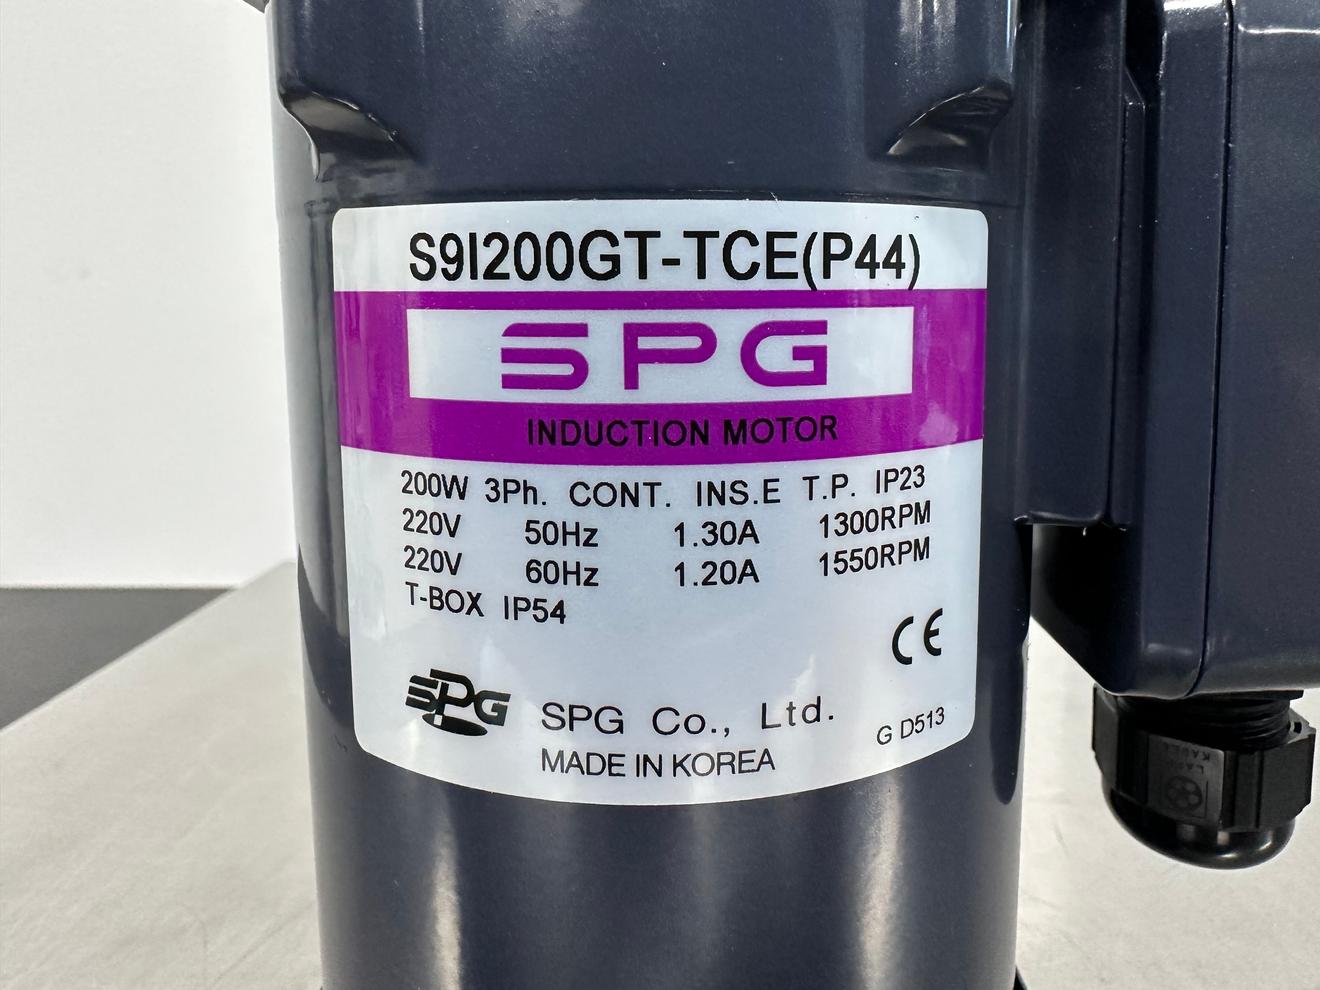 S9I200GT-TCE(P44)
SPG
INDUCTION MOTOR
200W 3Ph. CONT. INS.E T.P. IP23
220V 50Hz 1.30A 1300RPM
220V 60Hz 1.20A 1550RPM
T-BOX IP54
CE
SPG SPG Co., Ltd. G D513
MADE IN KOREA